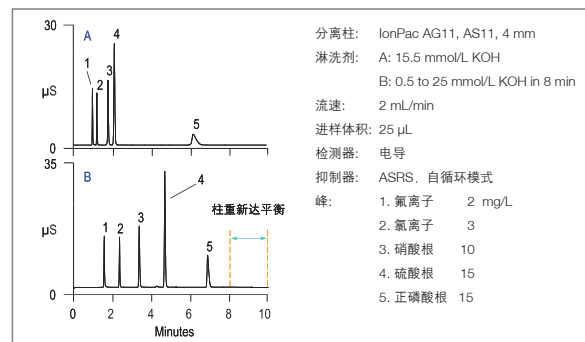 30
A
4
1
2
3
μS
5
0
35
B
4
柱重新达平衡
1
2
3
μS
5
0
0 2 4 6 8 10
Minutes
分离柱: IonPac AG11, AS11, 4 mm
淋洗剂: A: 15.5 mmol/L KOH
B: 0.5 to 25 mmol/L KOH in 8 min
流速: 2 mL/min
进样体积: 25 μL
检测器: 电导
抑制器: ASRS，自循环模式
峰: 1. 氟离子 2 mg/L
2. 氯离子 3
3. 硝酸根 10
4. 硫酸根 15
5. 正磷酸根 15